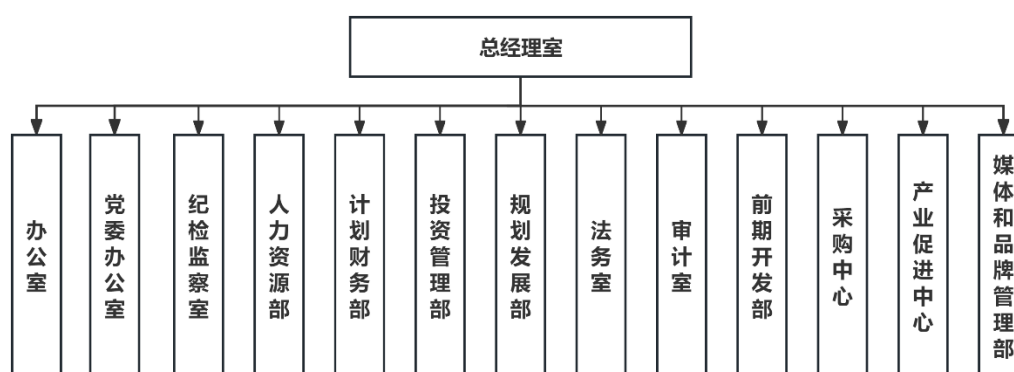 总经理室
办公室
党委办公室
纪检监察室
人力资源部
计划财务部
投资管理部
规划发展部
法务室
审计室
前期开发部
采购中心
产业促进中心
媒体和品牌管理部